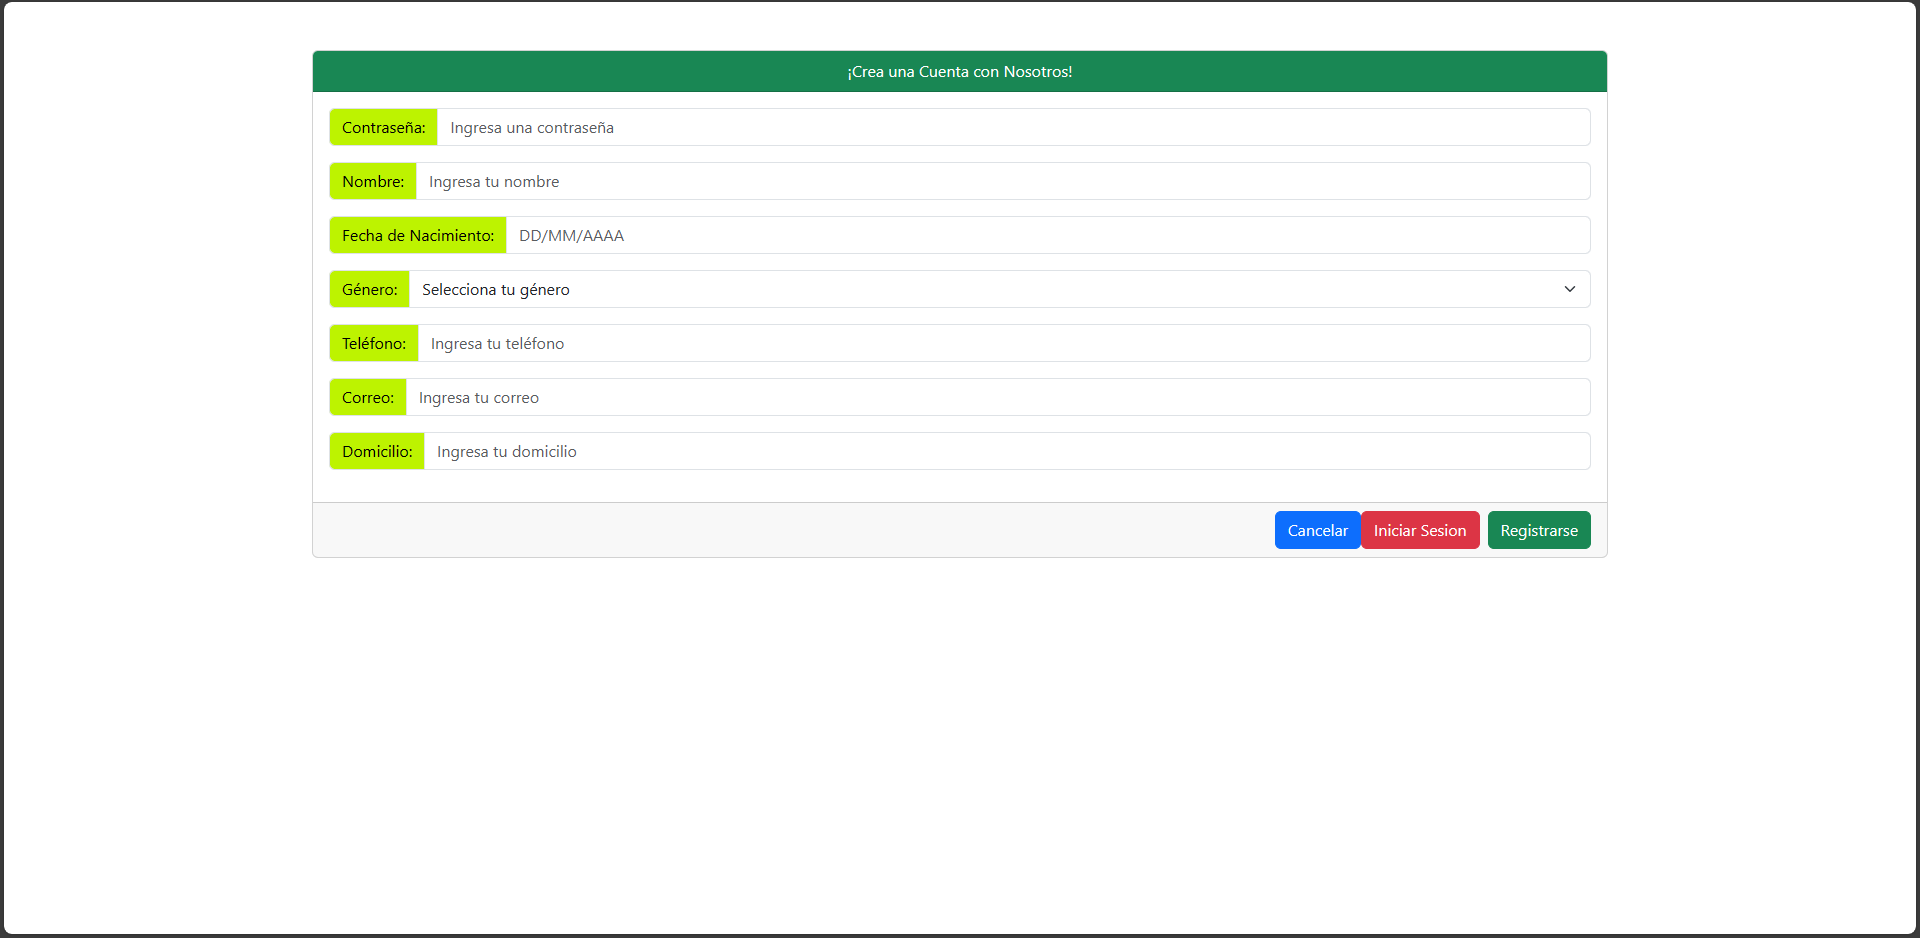 ¡Crea una Cuenta con Nosotros!
Contraseña: Ingresa una contraseña
Nombre: Ingresa tu nombre
Fecha de Nacimiento: DD/MM/AAAA
Género: Selecciona tu género
Teléfono: Ingresa tu teléfono
Correo: Ingresa tu correo
Domicilio: Ingresa tu domicilio
Cancelar Iniciar Sesion Registrarse